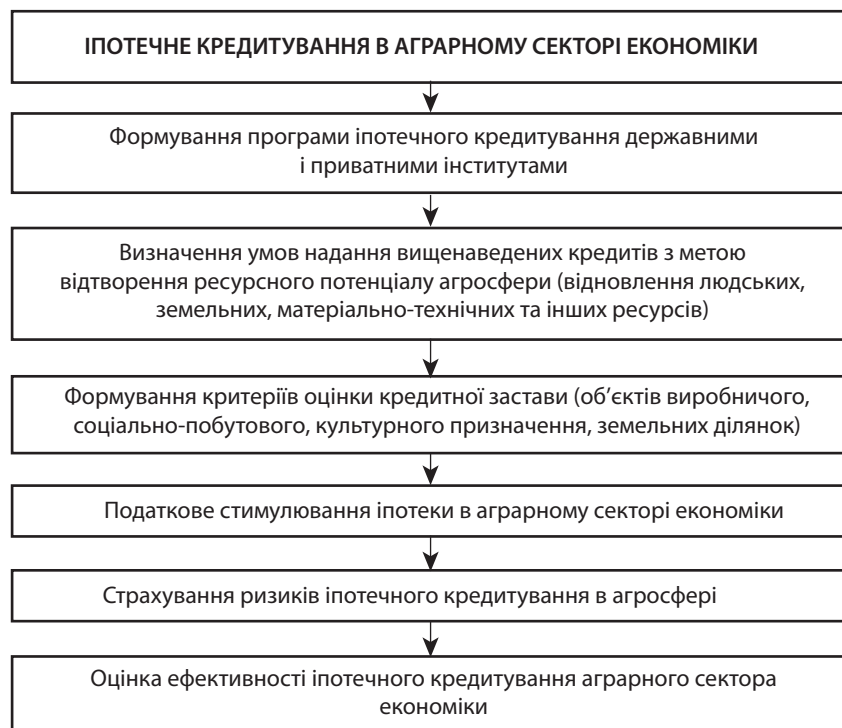 ІПОТЕЧНЕ КРЕДИТУВАННЯ В АГРАРНОМУ СЕКТОРІ ЕКОНОМІКИ
Формування програми іпотечного кредитування державними
і приватними інститутами
Визначення умов надання вищенаведених кредитів з метою
відтворення ресурсного потенціалу агросфери (відновлення людських,
земельних, матеріально-технічних та інших ресурсів)
Формування критеріїв оцінки кредитної застави (об’єктів виробничого,
соціально-побутового, культурного призначення, земельних ділянок)
Податкове стимулювання іпотеки в аграрному секторі економіки
Страхування ризиків іпотечного кредитування в агросфері
Оцінка ефективності іпотечного кредитування аграрного сектора
економіки